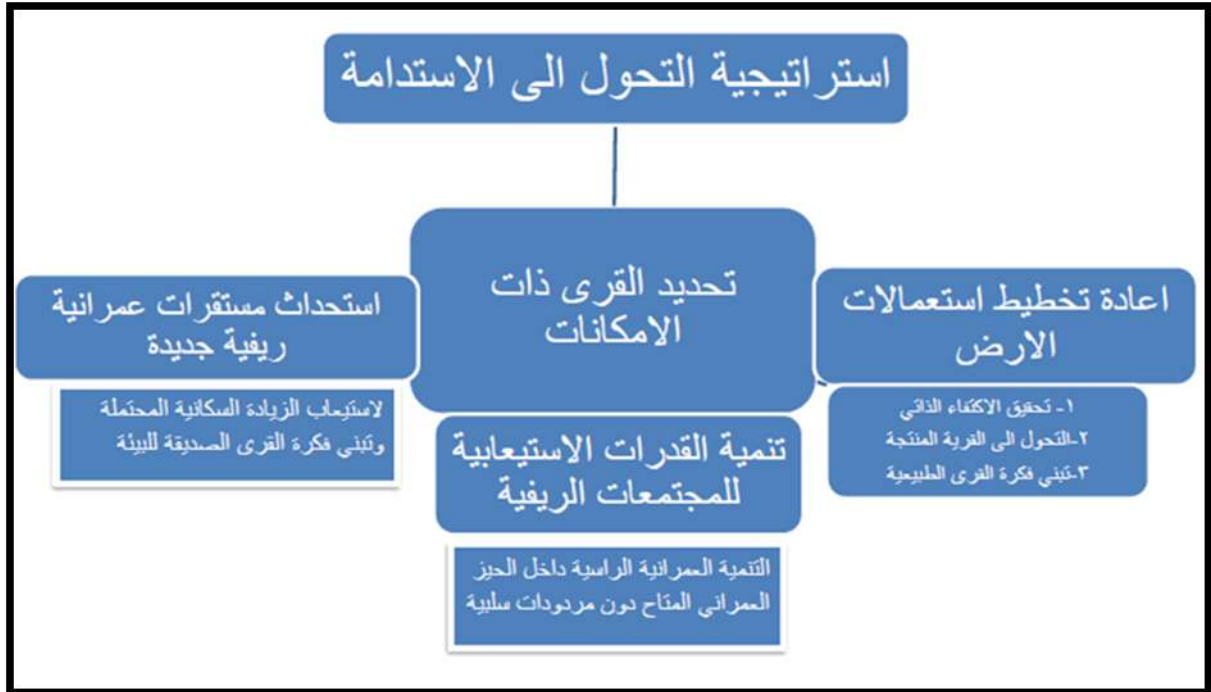 استراتيجية التحول الى الاستدامة
تحديد القرى ذات
الامكانات
اعادة تخطيط استعمالات
الارض
١- تحقيق الاكتفاء الذاتي
٢-التحول الى القرية المنتجة
٣-تبني فكرة القرى الطبيعية
تنمية القدرات الاستيعابية
للمجتمعات الريفية
التنمية العمرانية الراسية داخل الحيز
العمراني المتاح دون مردودات سلبية
استحداث مستقرات عمرانية
ريفية جديدة
لاستيعاب الزيادة السكانية المحتملة
وتبني فكرة القرى الصديقة للبيئة